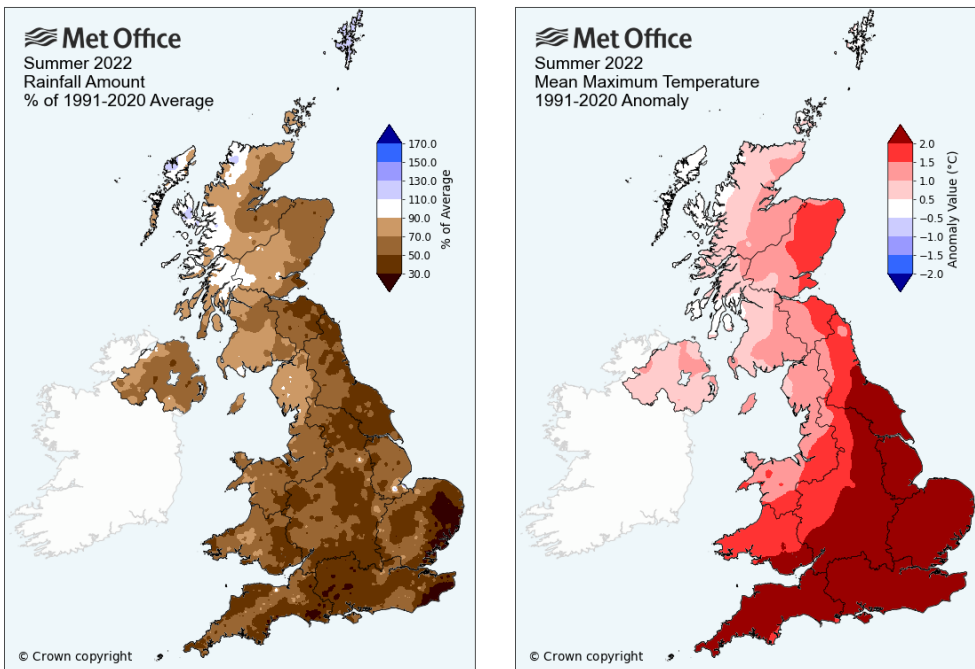 Met Office
Summer 2022
Rainfall Amount
% of 1991-2020 Average
170.0
150.0
130.0
110.0
90.0
70.0
50.0
30.0
% of Average
© Crown copyright
Met Office
Summer 2022
Mean Maximum Temperature
1991-2020 Anomaly
2.0
1.5
1.0
0.5
−0.5
−1.0
−1.5
−2.0
Anomaly Value (°C)
© Crown copyright